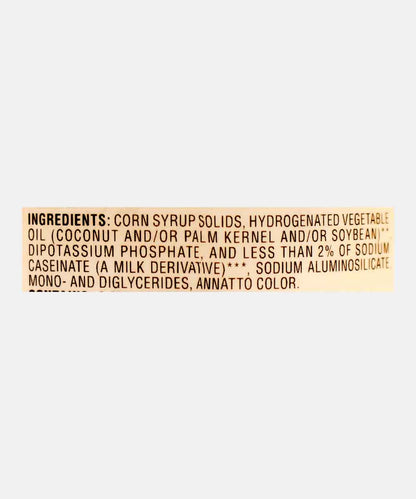 INGREDIENTS: CORN SYRUP SOLIDS, HYDROGENATED VEGETABLE
OIL (COCONUT AND/OR PALM KERNEL AND/OR SOYBEAN)**,
DIPOTASSIUM PHOSPHATE, AND LESS THAN 2% OF SODIUM
CASEINATE (A MILK DERIVATIVE)***, SODIUM ALUMINOSILICATE,
MONO- AND DIGLYCERIDES, ANNATTO COLOR.